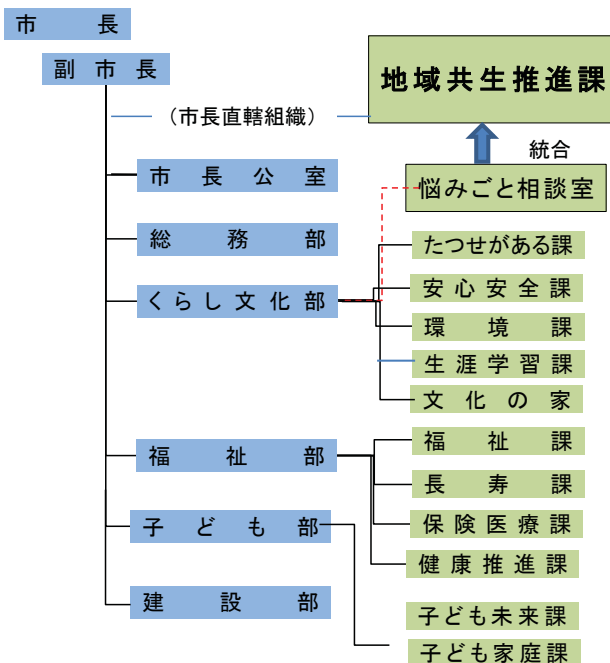 市長
副市長
地域共生推進課
（市長直轄組織）
統合
市長公室
悩みごと相談室
総務部
たつせがある課
くらし文化部
安心安全課
環境課
生涯学習課
文化の家
福祉部
福祉課
長寿課
保険医療課
子ども部
健康推進課
建設部
子ども未来課
子ども家庭課